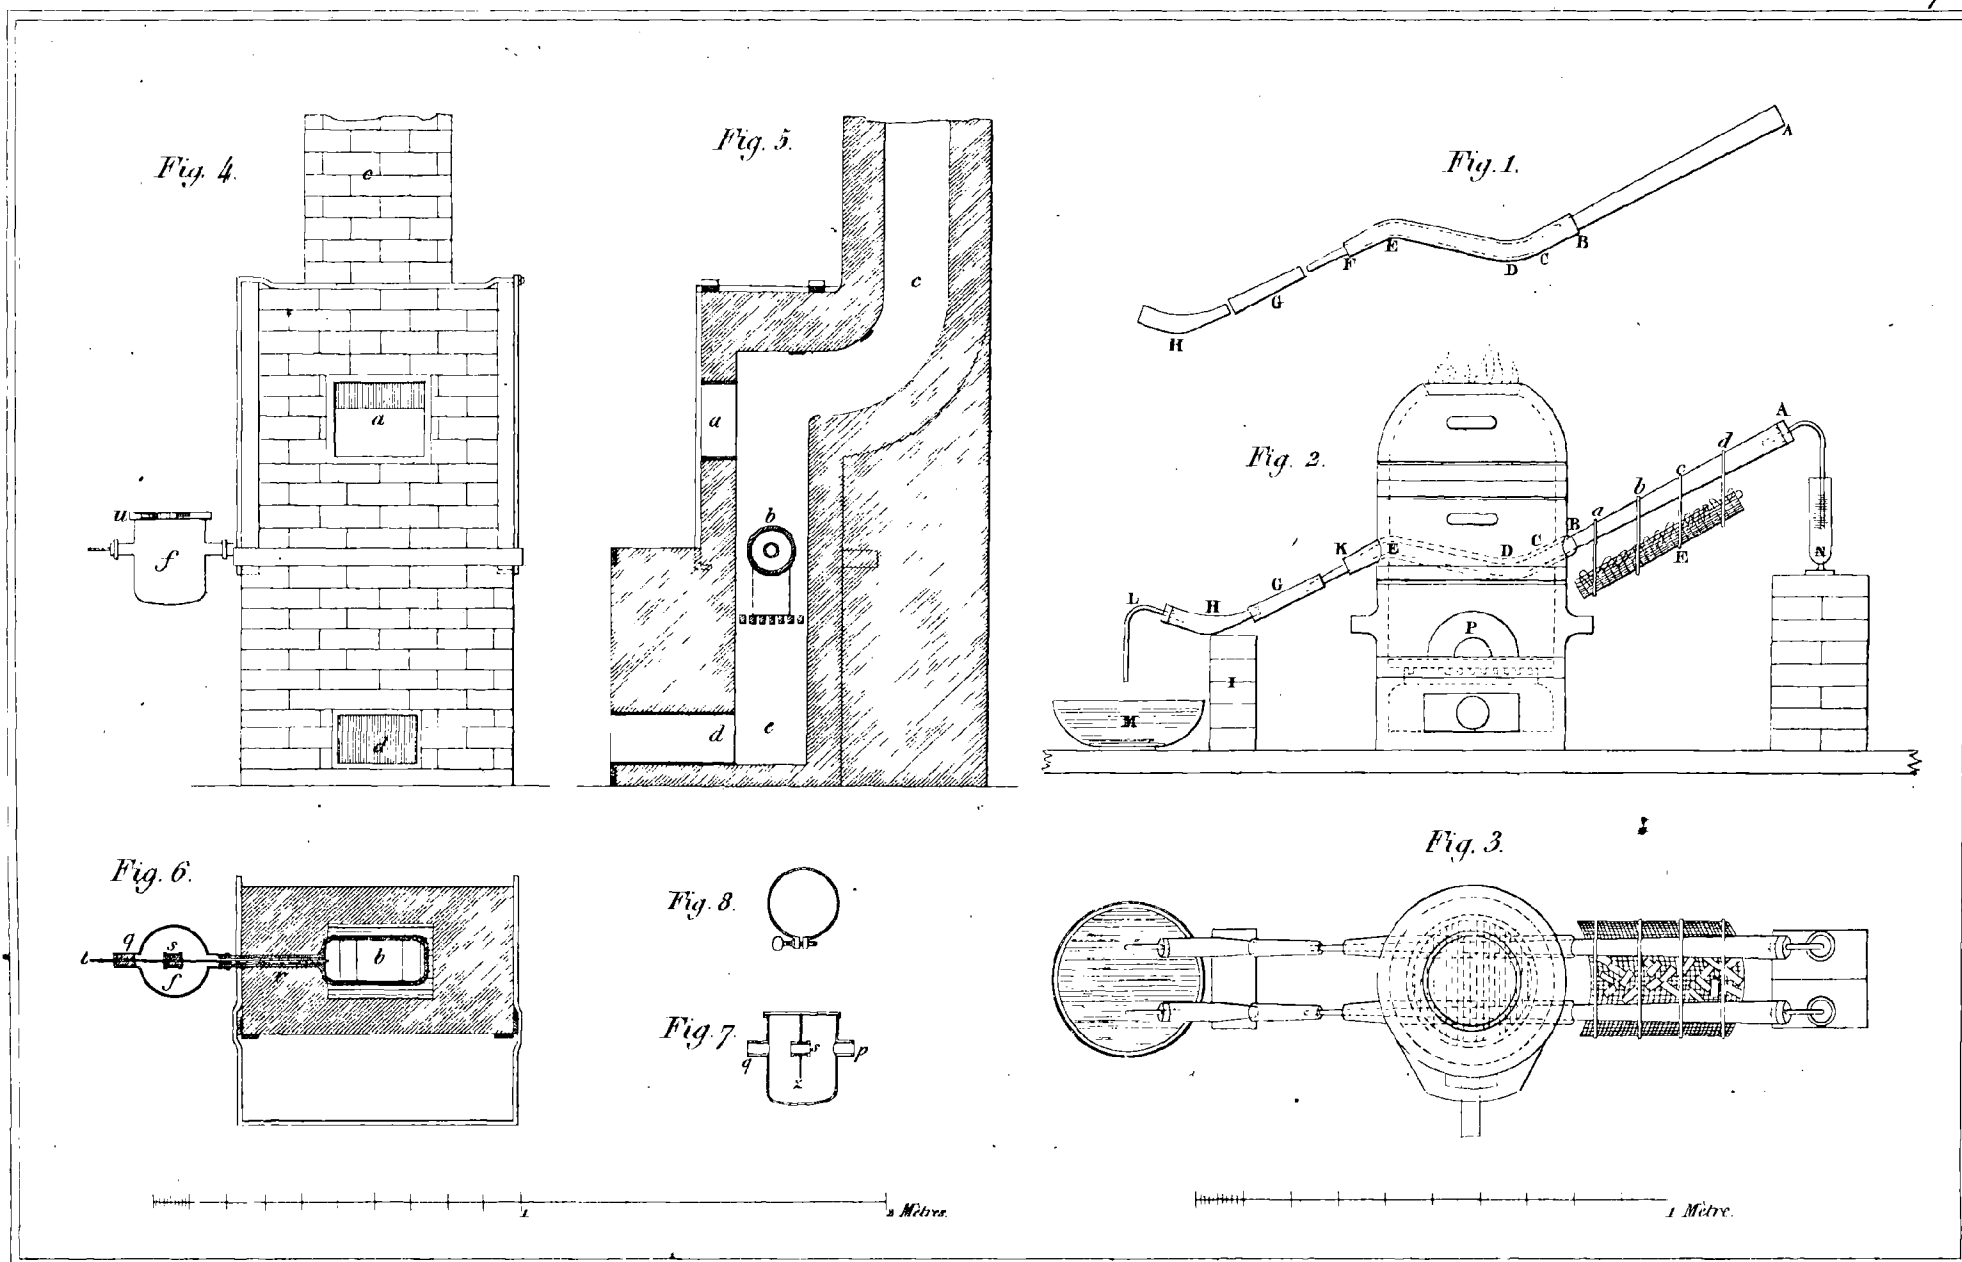 Fig. 4.
c
a
u
f
d
Fig. 5.
c
a
b
d
e
Fig. 1.
A
B
C
D
E
F
G
H
Fig. 2.
A
d
c
b
a
B
C
D
E
K
E
G
H
L
P
I
M
N
Fig. 3.
Fig. 6.
q
s
t
f
r
b
Fig. 8.
Fig. 7.
q
s
p
z
1
2 Mètres.
1 Mètre.